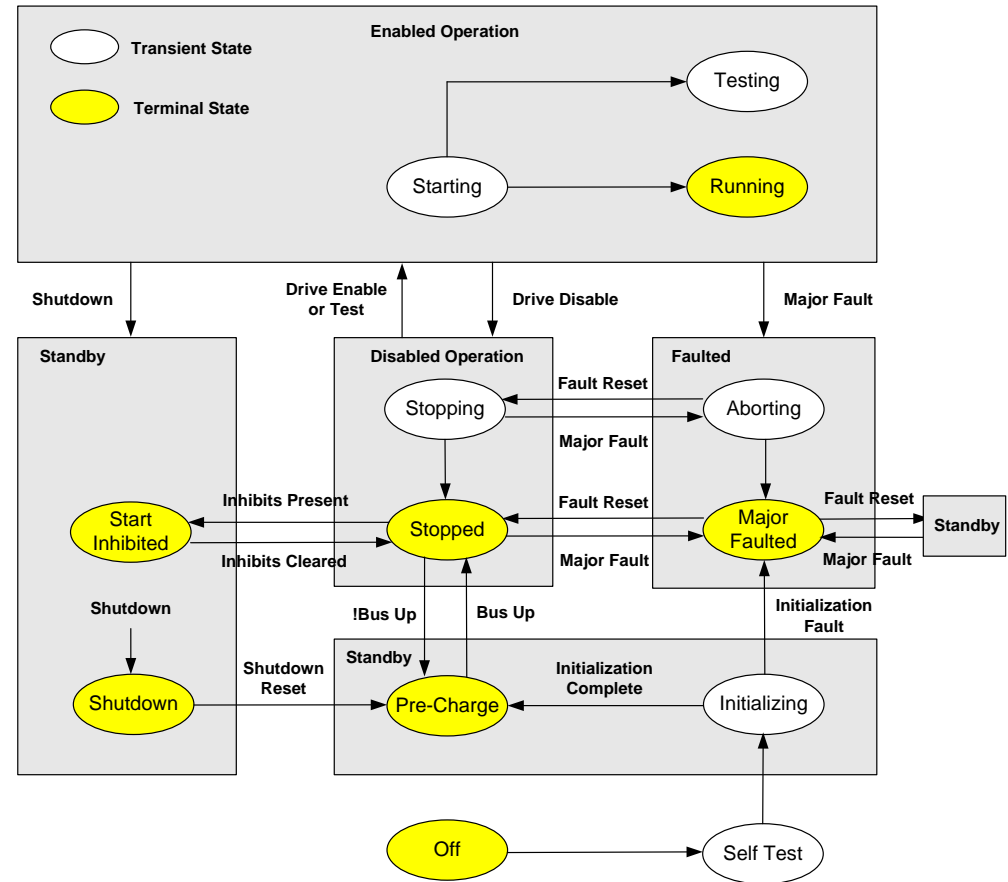 Enabled Operation
Transient State
Terminal State
Testing
Starting
Running
Shutdown
Drive Enable
or Test
Drive Disable
Major Fault
Standby
Disabled Operation
Faulted
Stopping
Fault Reset
Major Fault
Aborting
Start
Inhibited
Inhibits Present
Inhibits Cleared
Stopped
Fault Reset
Major Fault
Major
Faulted
Fault Reset
Major Fault
Standby
Shutdown
Shutdown
Shutdown
Reset
!Bus Up
Bus Up
Initialization
Fault
Standby
Pre-Charge
Initialization
Complete
Initializing
Off
Self Test